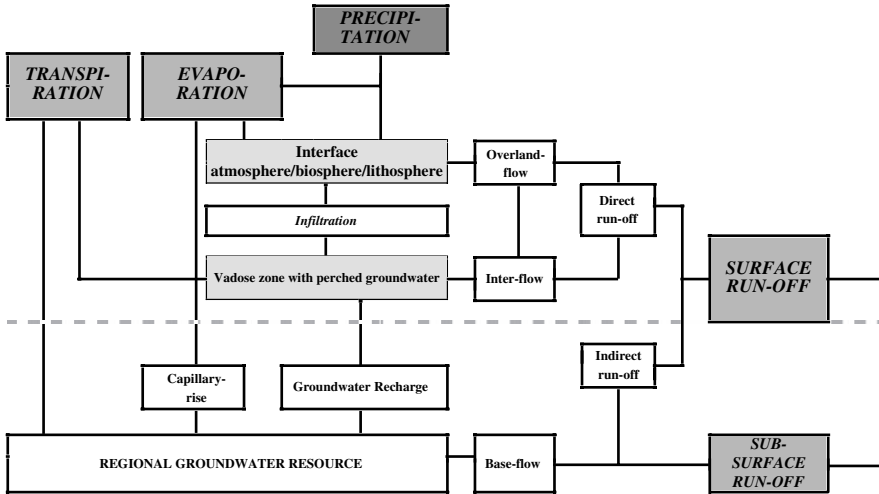 PRECIPI-
TATION
TRANSPI-
RATION
EVAPO-
RATION
Interface
atmosphere/biosphere/lithosphere
Overland-
flow
Infiltration
Direct
run-off
Vadose zone with perched groundwater
Inter-flow
SURFACE
RUN-OFF
Indirect
run-off
Capillary-
rise
Groundwater Recharge
REGIONAL GROUNDWATER RESOURCE
Base-flow
SUB-
SURFACE
RUN-OFF